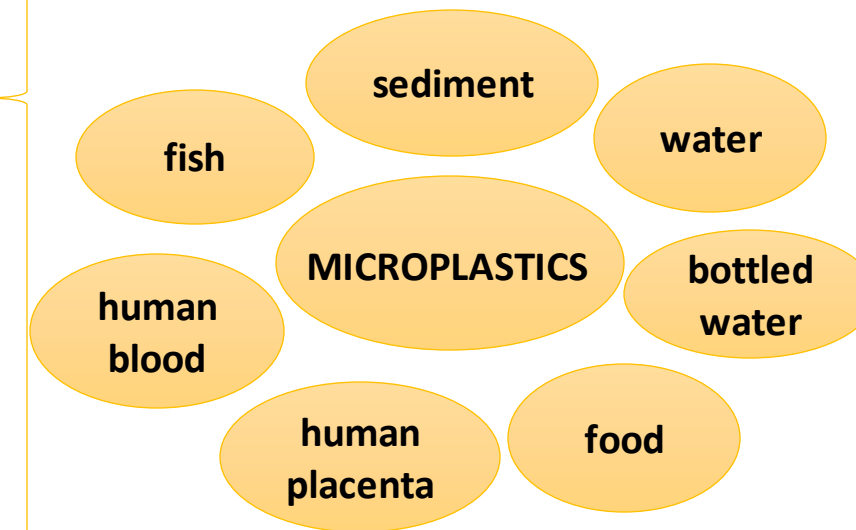 sediment
water
fish
MICROPLASTICS
bottled
water
human
blood
human
placenta
food